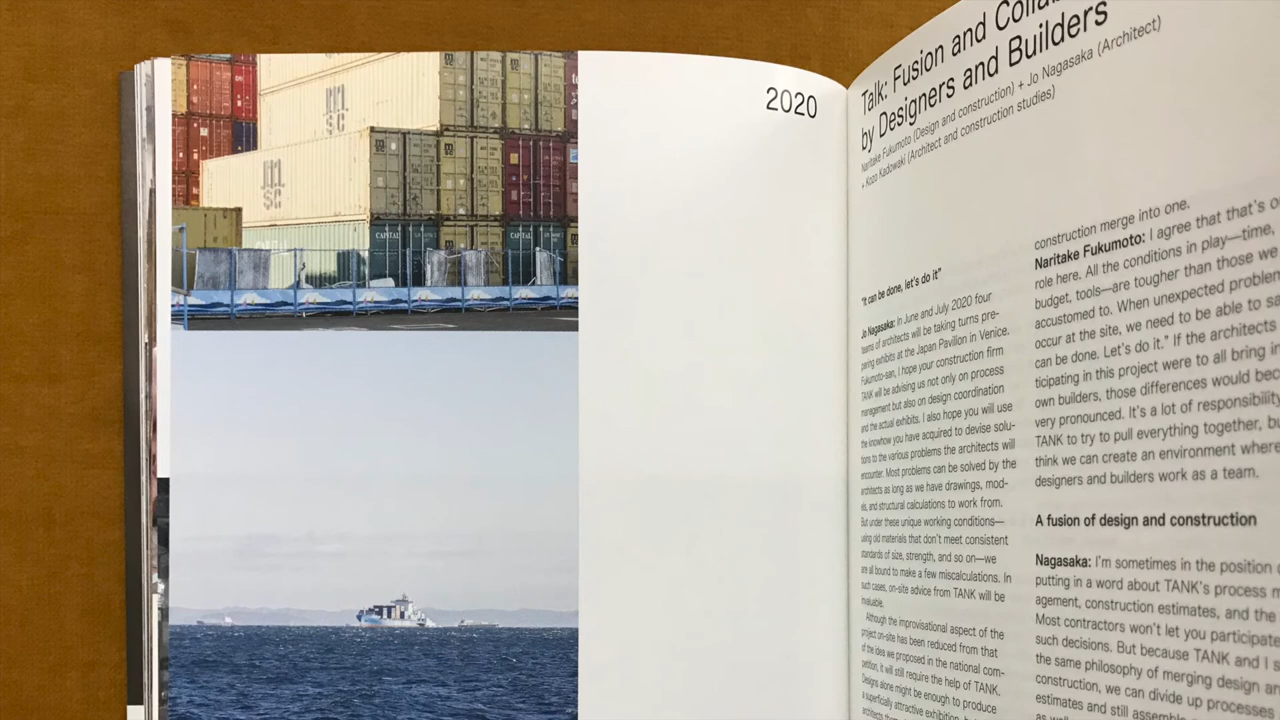 msc
msc
CAPITAL
CAPITAL
2020
Talk: Fusion and
by Designers and Builders
Naritake Fukumoto (Design and construction) + Jo Nagasaka (Architect)
+ Kozo Kadowaki (Architect and construction studies)
"It can be done, let's do it"
Jo Nagasaka: In June and July 2020 four
teams of architects will be taking turns pre-
paring exhibits at the Japan Pavilion in Venice.
Fukumoto-san, I hope your construction firm
TANK will be advising us not only on process
management but also on design coordination
and the actual exhibits. I also hope you will use
the knowhow you have acquired to devise solu-
tions to the various problems the architects will
encounter. Most problems can be solved by the
architects as long as we have drawings, mod-
els, and structural calculations to work from.
But under these unique working conditions—
using old materials that don't meet consistent
standards of size, strength, and so on—we
are all bound to make a few miscalculations. In
such cases, on-site advice from TANK will be
invaluable.
Although the improvisational aspect of the
project on-site has been reduced from that
of the idea we proposed in the national com-
petition, it will still require the help of TANK.
Designs alone might be enough to produce
a superficially attractive exhibition,
construction merge into one.
Naritake Fukumoto: I agree that that's
role here. All the conditions in play—time,
budget, tools—are tougher than those we
accustomed to. When unexpected
occur at the site, we need to be able to
can be done. Let's do it." If the architects
ticipating in this project were to all bring
own builders, those differences would
very pronounced. It's a lot of responsibility
TANK to try to pull everything together,
think we can create an environment where
designers and builders work as a team.
A fusion of design and construction
Nagasaka: I'm sometimes in the position
putting in a word about TANK's process
agement, construction estimates, and the
Most contractors won't let you participate
such decisions. But because TANK and I
the same philosophy of merging design
construction, we can divide up processes
estimates and still
as well